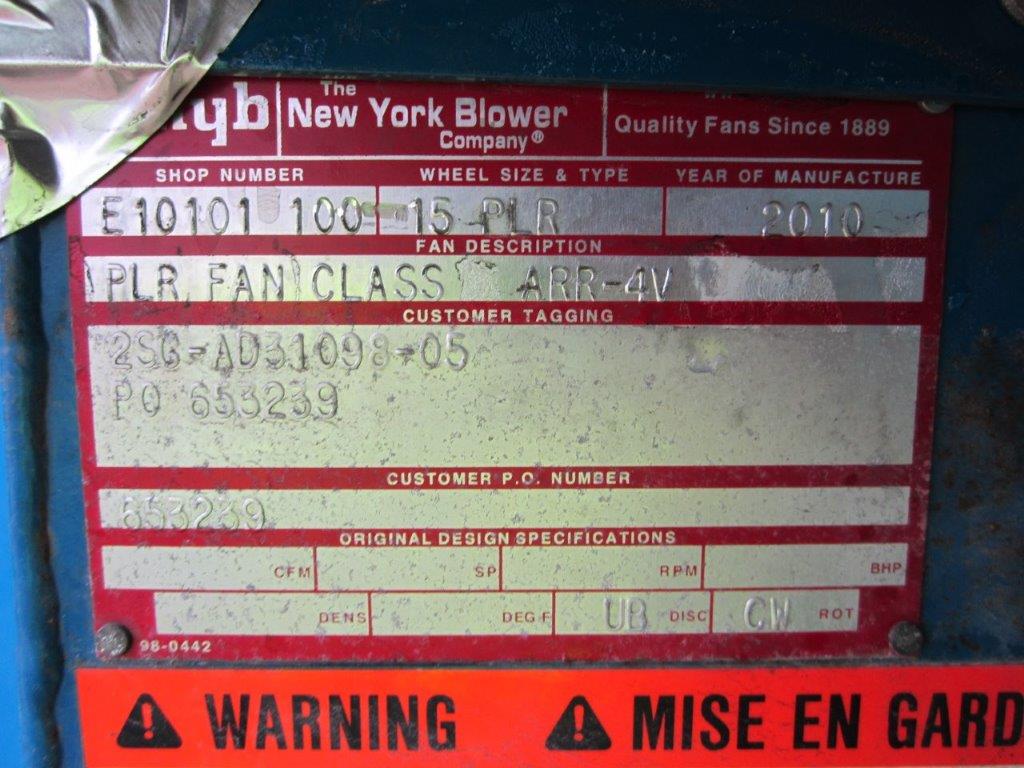 nyb The New York Blower Company® Quality Fans Since 1889
SHOP NUMBER WHEEL SIZE & TYPE YEAR OF MANUFACTURE
E10101 100 15 PLR 2010
FAN DESCRIPTION
PLR FAN CLASS ARR-4V
CUSTOMER TAGGING
2SG-AD31098-05
PO 653239
CUSTOMER P.O. NUMBER
653239
ORIGINAL DESIGN SPECIFICATIONS
CFM SP RPM BHP
DENS DEG F UB DISC CW ROT
98-0442
WARNING MISE EN GARD